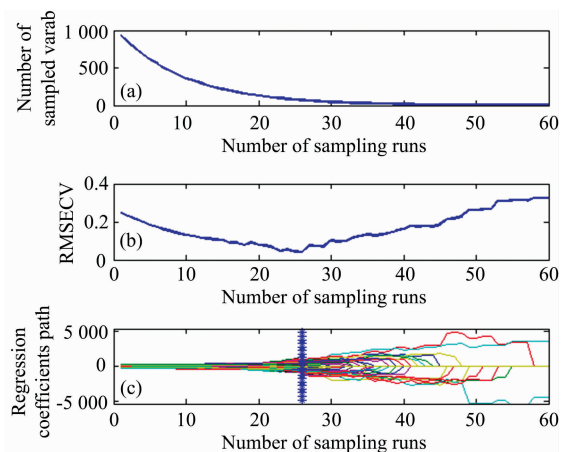 1 000
500
0
Number of
sampled varab
(a)
0 10 20 30 40 50 60
Number of sampling runs
0.4
0.2
0
RMSECV
(b)
0 10 20 30 40 50 60
Number of sampling runs
5 000
0
-5 000
Regression
coefficients path
(c)
0 10 20 30 40 50 60
Number of sampling runs